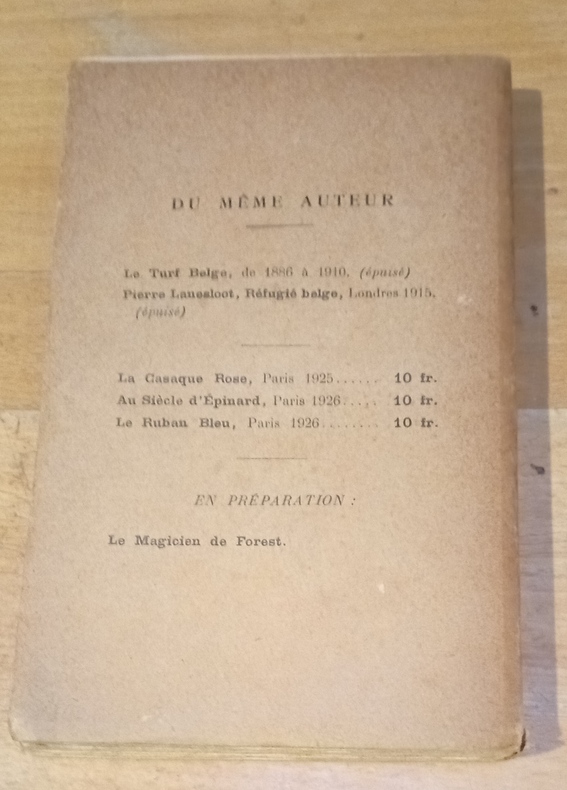 DU MÊME AUTEUR
Le Turf Belge, de 1886 à 1910. (épuisé)
Pierre Lauesloot, Réfugié belge, Londres 1915.
(épuisé)
La Casaque Rose, Paris 1925...... 10 fr.
Au Siècle d'Épinard, Paris 1926..... 10 fr.
Le Ruban Bleu, Paris 1926........ 10 fr.
EN PRÉPARATION :
Le Magicien de Forest.